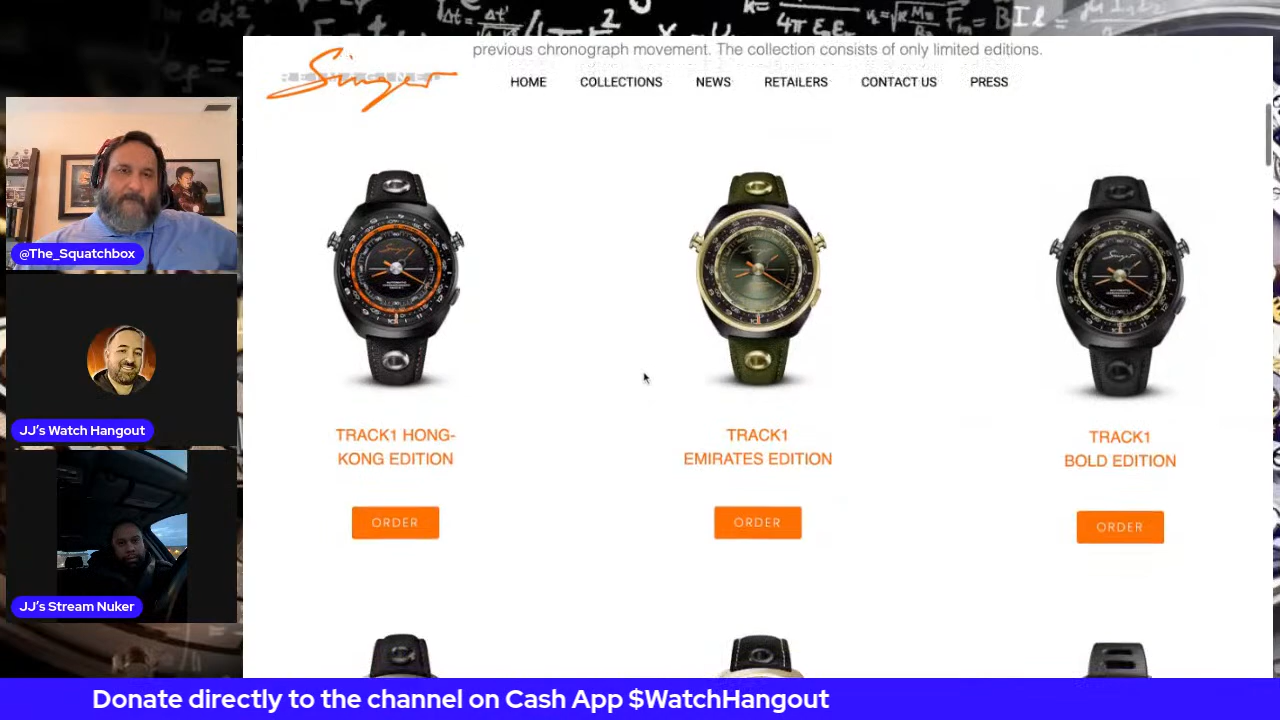 previous chronograph movement. The collection consists of only limited editions.
Singer
REIMAGINED
HOME COLLECTIONS NEWS RETAILERS CONTACT US PRESS
@The_Squatchbox
JJ's Watch Hangout
JJ's Stream Nuker
TRACK1 HONG-
KONG EDITION
ORDER
TRACK1
EMIRATES EDITION
ORDER
TRACK1
BOLD EDITION
ORDER
Donate directly to the channel on Cash App $WatchHangout